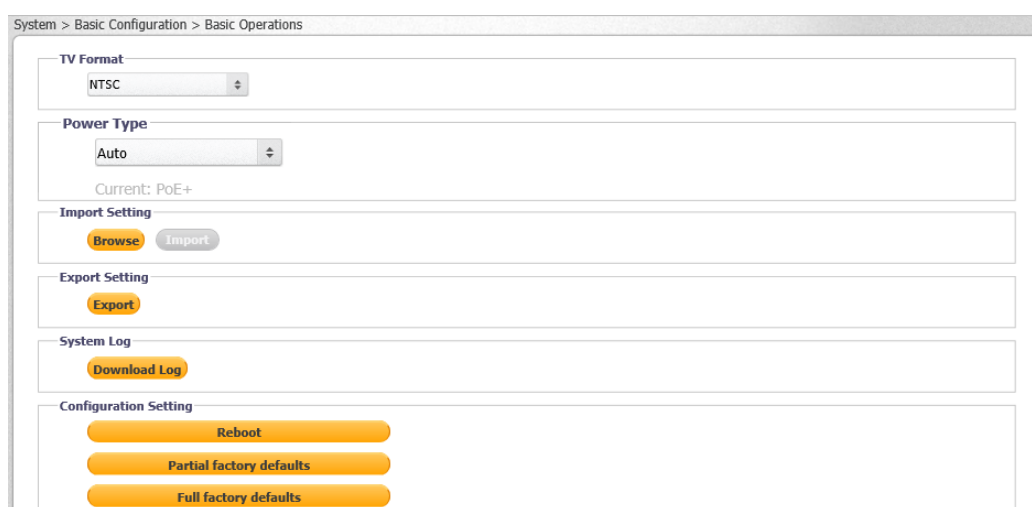 System > Basic Configuration > Basic Operations
TV Format
NTSC
Power Type
Auto
Current: PoE+
Import Setting
Browse Import
Export Setting
Export
System Log
Download Log
Configuration Setting
Reboot
Partial factory defaults
Full factory defaults